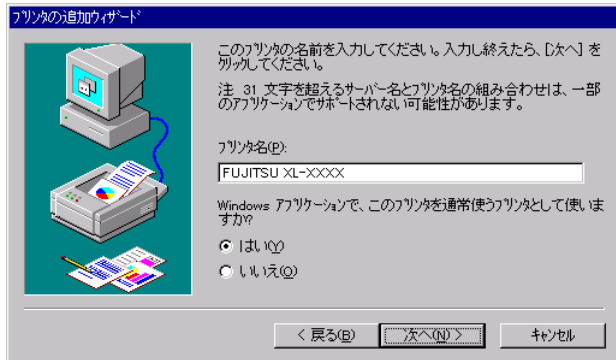 ﾌﾟﾘﾝﾀの追加ｳｨｻﾞｰﾄﾞ
このﾌﾟﾘﾝﾀの名前を入力してください。入力し終えたら、[次へ] を
ｸﾘｯｸしてください。
注 31 文字を超えるｻｰﾊﾞｰ名とﾌﾟﾘﾝﾀ名の組み合わせは、一部
のｱﾌﾟﾘｹｰｼｮﾝでｻﾎﾟｰﾄされない可能性があります。
ﾌﾟﾘﾝﾀ名(P):
FUJITSU XL-XXXX
Windows ｱﾌﾟﾘｹｰｼｮﾝで、このﾌﾟﾘﾝﾀを通常使うﾌﾟﾘﾝﾀとして使いま
すか?
はい(Y)
いいえ(O)
< 戻る(B) 次へ(N) > ｷｬﾝｾﾙ